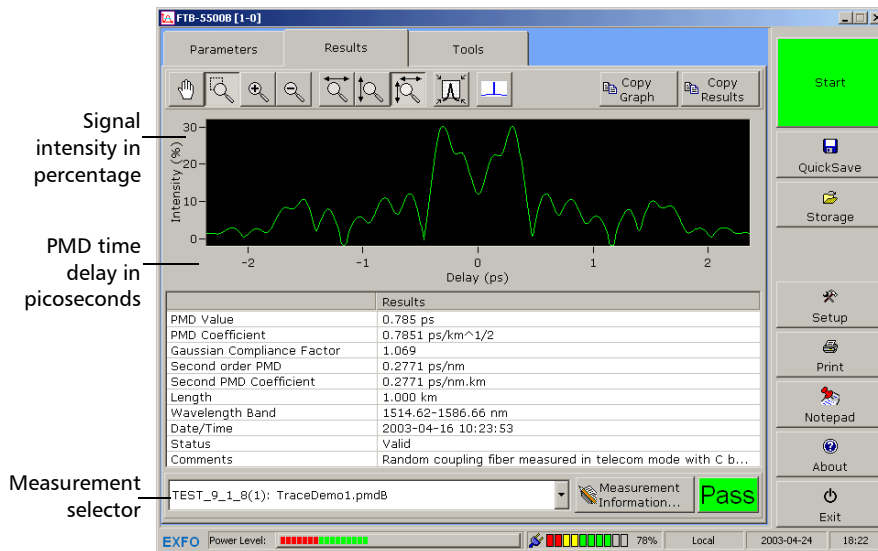 FTB-5500B [1-0]
Parameters
Results
Tools
Copy Graph
Copy Results
Start
QuickSave
Storage
Setup
Print
Notepad
About
Exit
Signal
intensity in
percentage
PMD time
delay in
picoseconds
Measurement
selector
Intensity (%)
30
20
10
0
-2 -1 0 1 2
Delay (ps)
Results
PMD Value 0.785 ps
PMD Coefficient 0.7851 ps/km^1/2
Gaussian Compliance Factor 1.069
Second order PMD 0.2771 ps/nm
Second PMD Coefficient 0.2771 ps/nm.km
Length 1.000 km
Wavelength Band 1514.62-1586.66 nm
Date/Time 2003-04-16 10:23:53
Status Valid
Comments Random coupling fiber measured in telecom mode with C b...
TEST_9_1_8(1): TraceDemo1.pmdB
Measurement
Information...
Pass
EXFO Power Level: 78% Local 2003-04-24 18:22